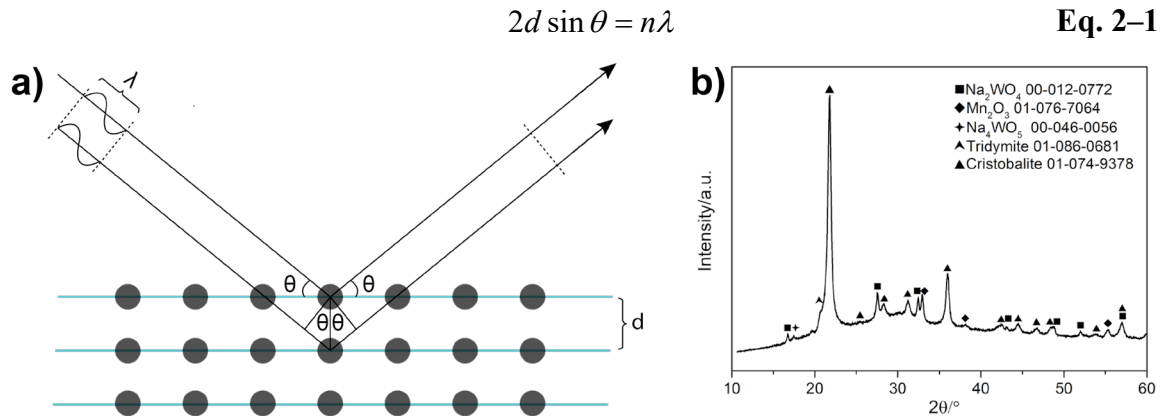 2d sin θ = nλ
Eq. 2–1
a)
λ
θ
θ
θ
θ
d
b)
Intensity/a.u.
■Na₂WO₄ 00-012-0772
◆Mn₂O₃ 01-076-7064
✦Na₄WO₅ 00-046-0056
Tridymite 01-086-0681
▲Cristobalite 01-074-9378
10 20 30 40 50 60
2θ/°